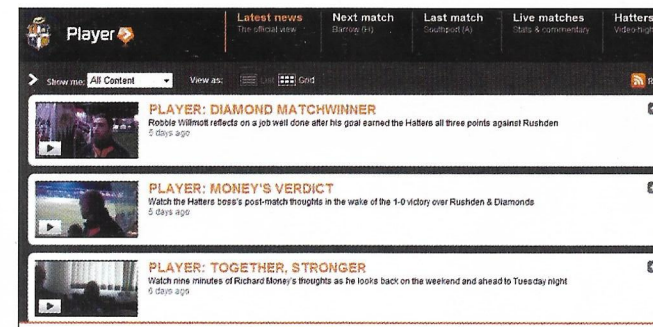 Player
Latest news
The official view
Next match
Barrow (H)
Last match
Southport (A)
Live matches
Stats & commentary
Hatters
Video hig
Show me: All Content
View as: List Grid
R
PLAYER: DIAMOND MATCHWINNER
Robbie Willmott reflects on a job well done after his goal earned the Hatters all three points against Rushden
5 days ago
PLAYER: MONEY'S VERDICT
Watch the Hatters boss's post-match thoughts in the wake of the 1-0 victory over Rushden & Diamonds
5 days ago
PLAYER: TOGETHER, STRONGER
Watch nine minutes of Richard Money's thoughts as he looks back on the weekend and ahead to Tuesday night
6 days ago